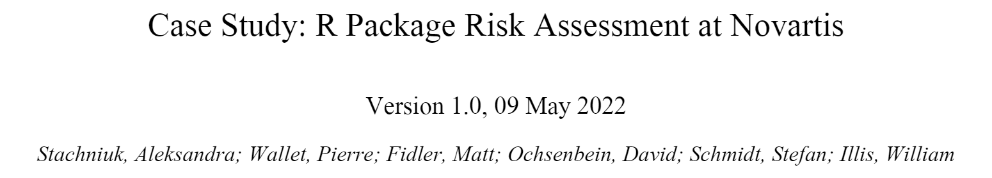 Case Study: R Package Risk Assessment at Novartis
Version 1.0, 09 May 2022
Stachniuk, Aleksandra; Wallet, Pierre; Fidler, Matt; Ochsenbein, David; Schmidt, Stefan; Illis, William